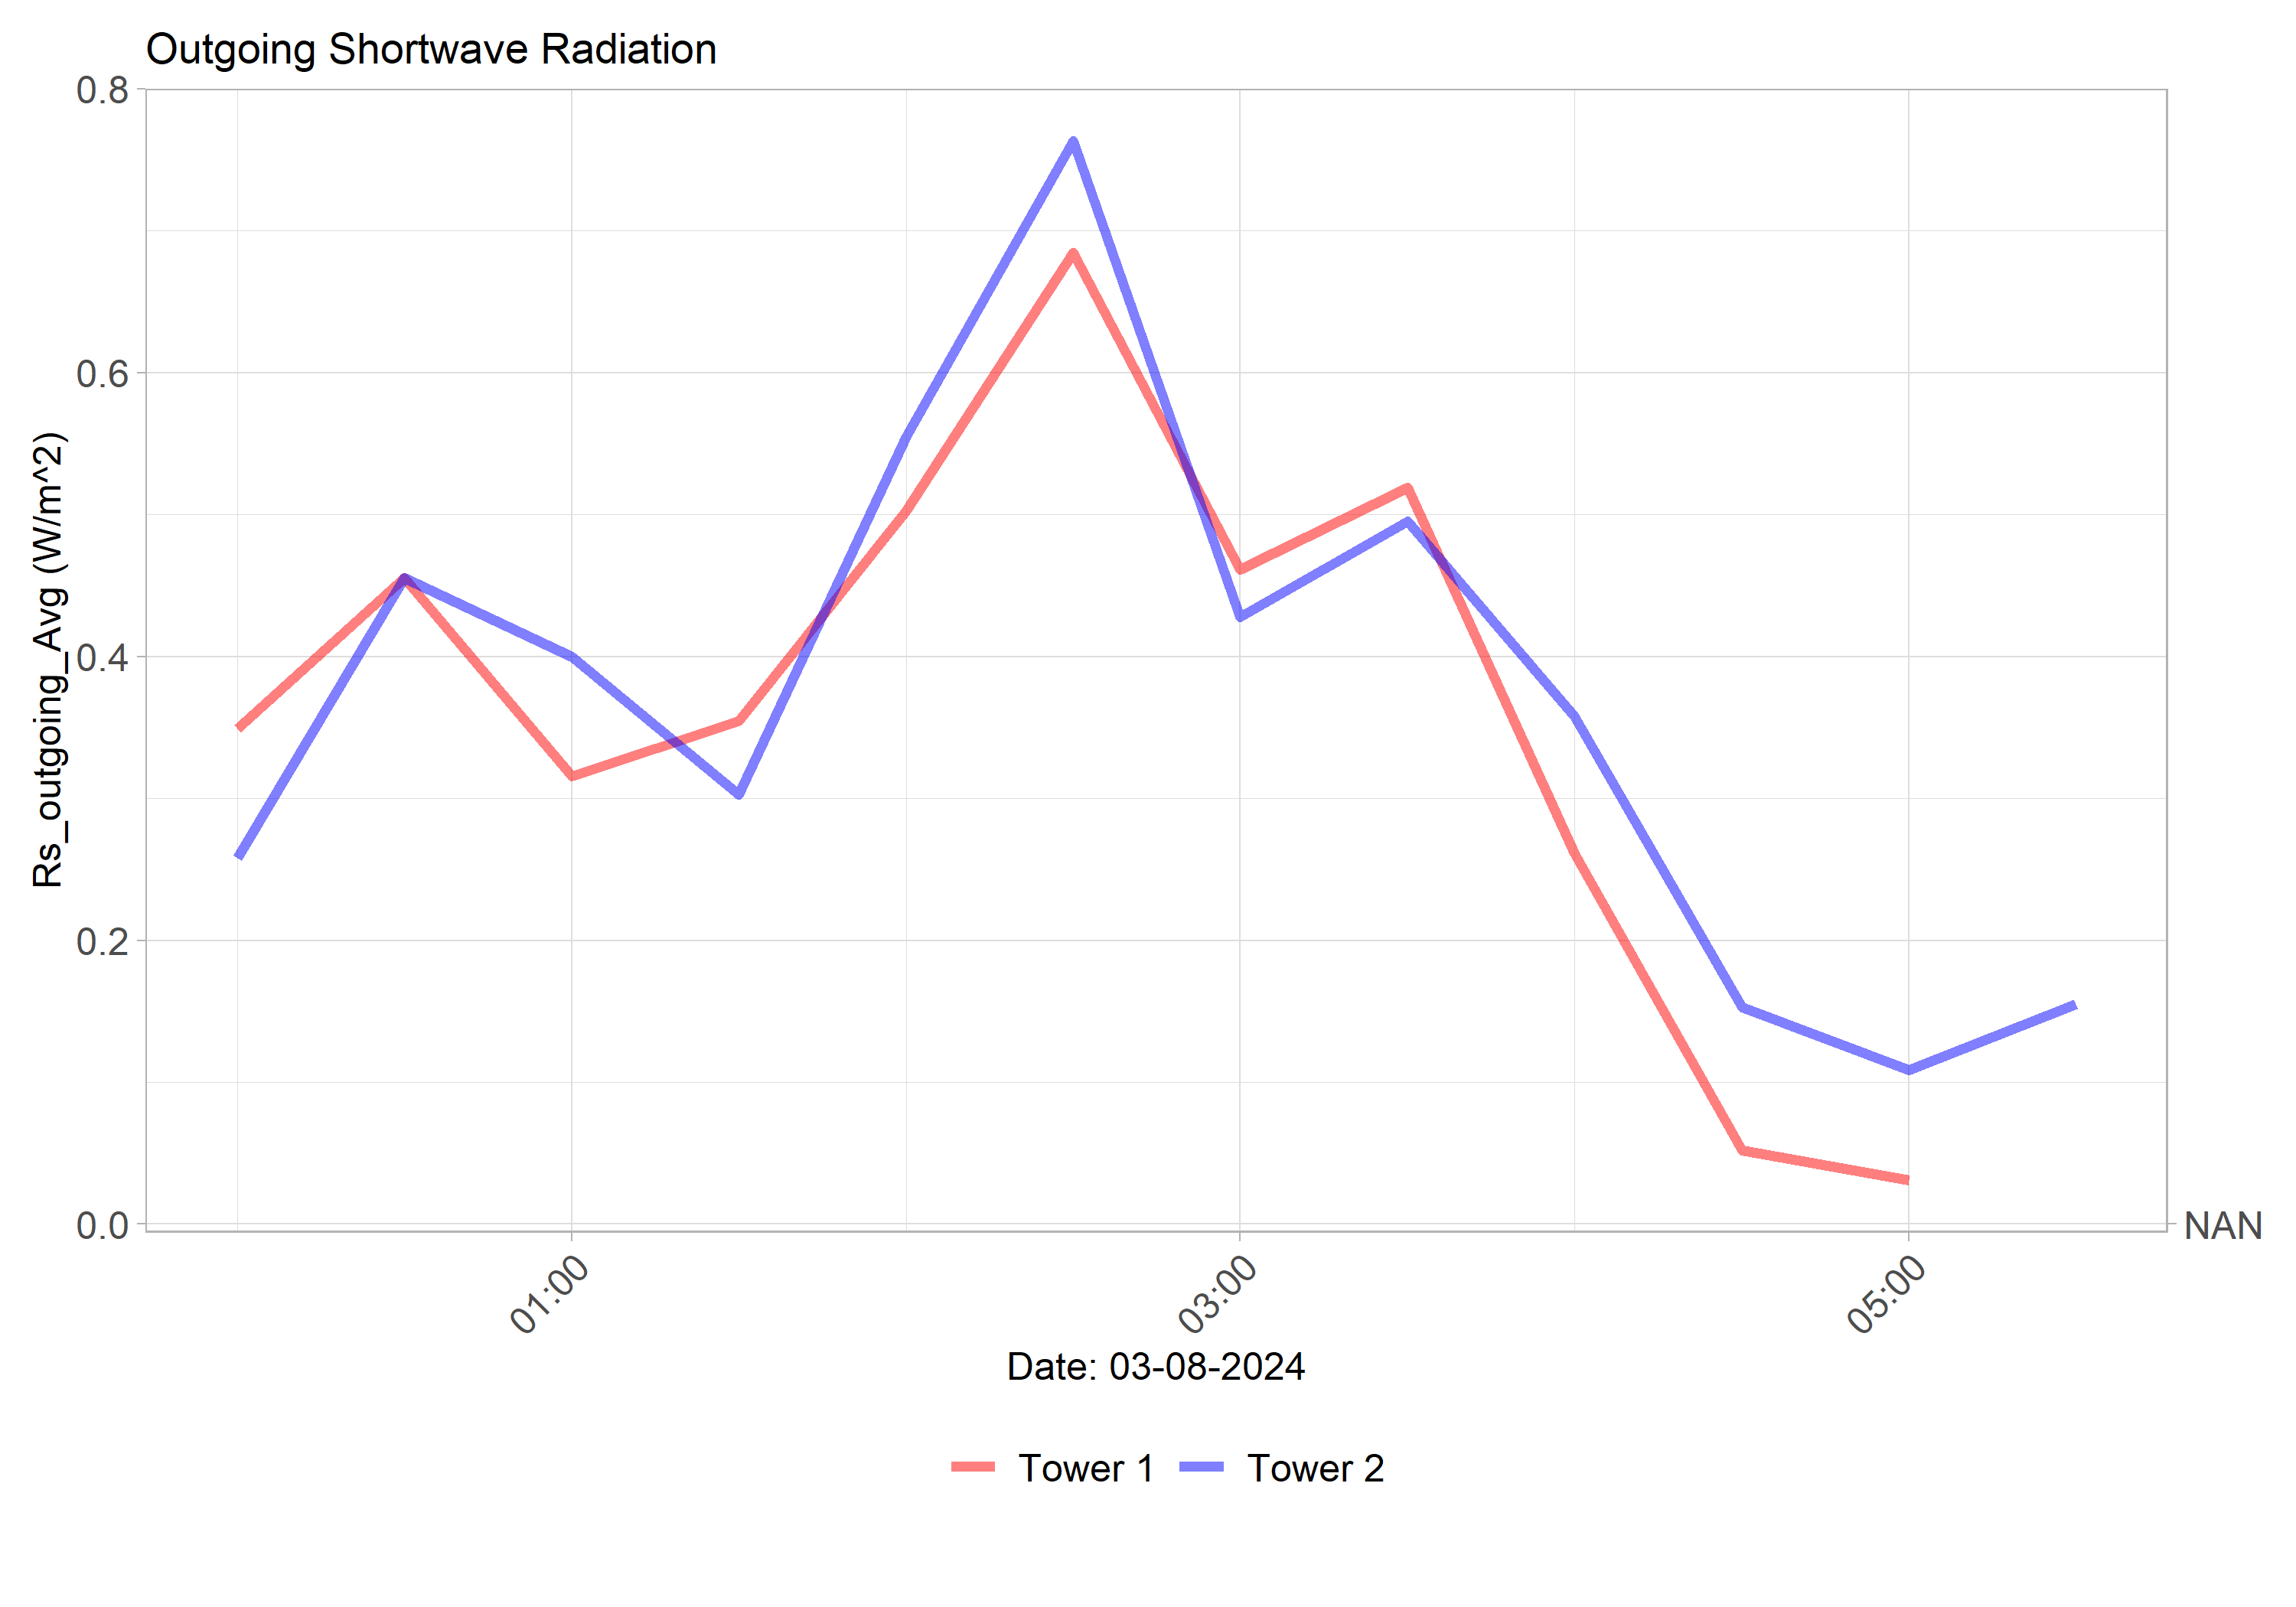 Outgoing Shortwave Radiation
Rs_outgoing_Avg (W/m^2)
0.8
0.6
0.4
0.2
0.0
NAN
01:00
03:00
05:00
Date: 03-08-2024
Tower 1
Tower 2